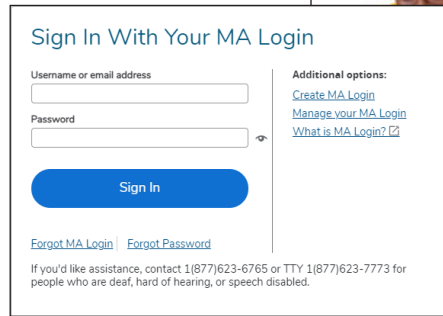 Sign In With Your MA Login
Username or email address
Password
Sign In
Forgot MA Login
Forgot Password
Additional options:
Create MA Login
Manage your MA Login
What is MA Login?
If you'd like assistance, contact 1(877)623-6765 or TTY 1(877)623-7773 for
people who are deaf, hard of hearing, or speech disabled.